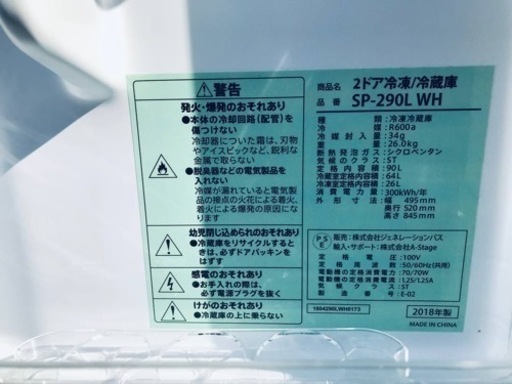 警告
発火・爆発のおそれあり
●本体の冷却回路(配管)を
傷つけない
冷却器についた霜は、刃物
やアイスピックなど、鋭利な
金属で取らない。
●脱臭器などの電気製品を
入れない
冷媒が漏れていると電気製
品の接点の火花による着
火、着火爆発の原因になる。
幼児閉じ込められのおそれあり
●冷蔵庫をリサイクルするとき
は、必ずドアパッキンを
はずす。
感電のおそれあり
●お手入れの際は、
必ず電源プラグを抜く
けがのおそれあり
●冷蔵庫の上に乗らない
商品名 2ドア冷凍/冷蔵庫
品番 SP-290L WH
種類:冷凍冷蔵庫
冷媒:R600a
冷媒封入量:34g
重量:26.0kg
断熱発泡ガス:シクロペンタン
気候のクラス:ST
定格内容積:90L
冷蔵室定格内容積:64L
冷凍室定格内容積:26L
消費電力量:300kWh/年
外形寸法:幅 495mm
奥行 520mm
高さ 845mm
PS
販売:株式会社ジェネレーションパス
輸入・サポート:株式会社A-Stage
定格電圧:100V
定格周波数:50/60Hz(共用)
電動機の定格消費電力:70/70W
電動機の定格消費電流:1.25/1.25A
気候クラス:ST
製造番号:E-02
1804290LWH0173
2018年製
MADE IN CHINA